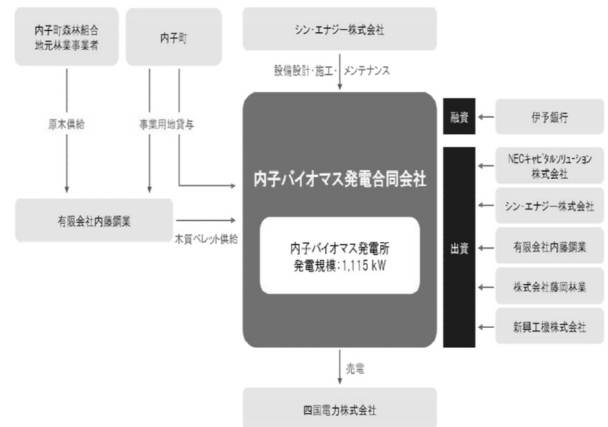 内子町森林組合
地元林業事業者
内子町
シン・エナジー株式会社
設備設計・施工・メンテナンス
原木供給
事業用地貸与
融資
伊予銀行
内子バイオマス発電合同会社
NECキャピタルソリューション
株式会社
シン・エナジー株式会社
有限会社内藤鋼業
木質ペレット供給
内子バイオマス発電所
発電規模：1,115 kW
出資
有限会社内藤鋼業
株式会社藤岡林業
新興工機株式会社
売電
四国電力株式会社